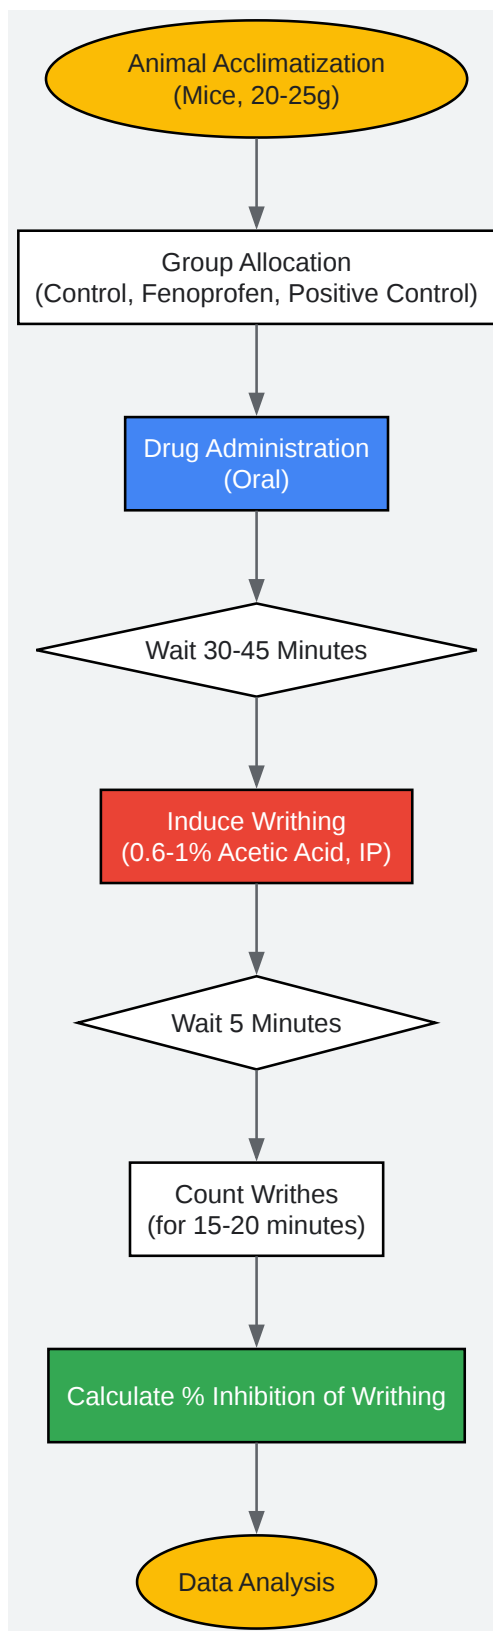 Animal Acclimatization
(Mice, 20-25g)
Group Allocation
(Control, Fenoprofen, Positive Control)
Drug Administration
(Oral)
Wait 30-45 Minutes
Induce Writhing
(0.6-1% Acetic Acid, IP)
Wait 5 Minutes
Count Writhes
(for 15-20 minutes)
Calculate % Inhibition of Writhing
Data Analysis